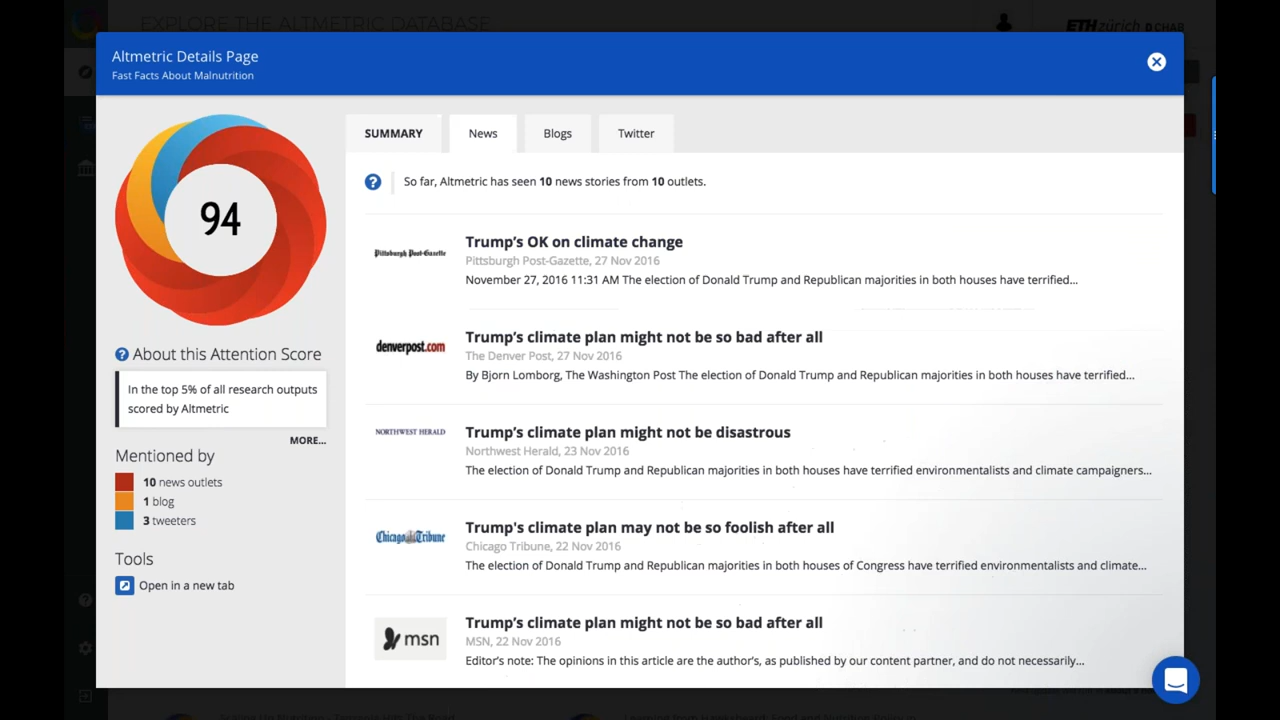 EXPLORE THE ALTMETRIC DATABASE
ETH zürich
Altmetric Details Page
Fast Facts About Malnutrition
94
About this Attention Score
In the top 5% of all research outputs
scored by Altmetric
MORE...
Mentioned by
10 news outlets
1 blog
3 tweeters
Tools
Open in a new tab
SUMMARY
News
Blogs
Twitter
So far, Altmetric has seen 10 news stories from 10 outlets.
Pittsburgh Post-Gazette
Trump's OK on climate change
Pittsburgh Post-Gazette, 27 Nov 2016
November 27, 2016 11:31 AM The election of Donald Trump and Republican majorities in both houses have terrified...
denverpost.com
Trump's climate plan might not be so bad after all
The Denver Post, 27 Nov 2016
By Bjorn Lomborg, The Washington Post The election of Donald Trump and Republican majorities in both houses have terrified...
NORTHWEST HERALD
Trump's climate plan might not be disastrous
Northwest Herald, 23 Nov 2016
The election of Donald Trump and Republican majorities in both houses have terrified environmentalists and climate campaigners...
Chicago Tribune
Trump's climate plan may not be so foolish after all
Chicago Tribune, 22 Nov 2016
The election of Donald Trump and Republican majorities in both houses of Congress have terrified environmentalists and climate...
msn
Trump's climate plan might not be so bad after all
MSN, 22 Nov 2016
Editor's note: The opinions in this article are the author's, as published by our content partner, and do not necessarily...